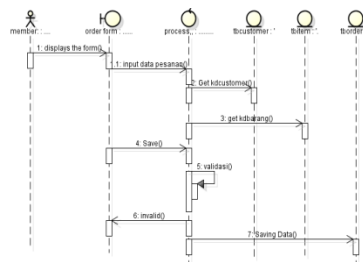 member: : ....
order form : .....
process,, : ........
tbcustomer : '
tbitem : '.
tborder
1: displays the form()
1.1: input data pesanan()
2: Get kdcustomer()
3: get kdbarang()
4: Save()
5: validasi()
6: invalid()
7: Saving Data()